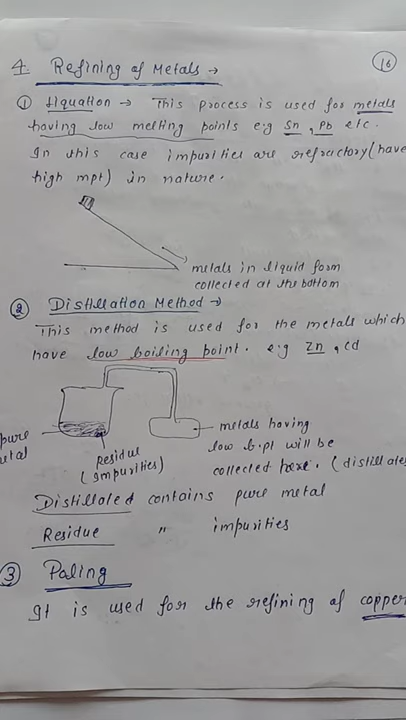 4. Refining of Metals → (16)
① Liquation → This process is used for metals
having low melting points e.g Sn, Pb etc.
In this case impurities are refractory (have
high mpt) in nature.
metals in liquid form
collected at the bottom
② Distillation Method →
This method is used for the metals which
have low boiling point. e.g Zn, Cd
pure
etal
Residue
(Impurities)
metals having
low b.pt will be
collected here. (distillates
Distillated contains pure metal
Residue " impurities
③ Poling
It is used for the refining of copper